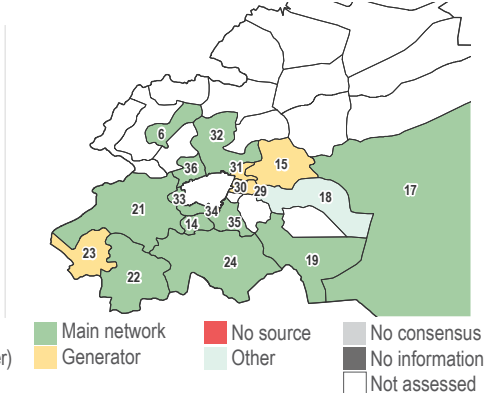 6
32
36
31
15
30
29
18
17
33
34
21
14
35
23
22
24
19
Main network
No source
No consensus
er)
Generator
Other
No information
Not assessed